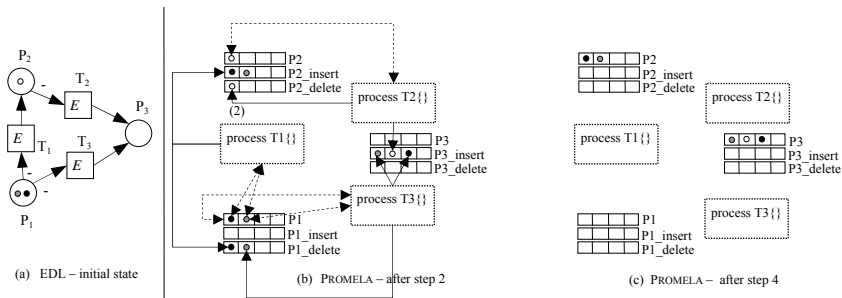 P2
-
T2
P3
E
E
T1
T3
-
E
-
P1
(a) EDL – initial state
P2
P2_insert
P2_delete
(2)
process T2{}
process T1{}
P3
P3_insert
P3_delete
process T3{}
P1
P1_insert
P1_delete
(b) PROMELA – after step 2
P2
P2_insert
P2_delete
process T2{}
process T1{}
P3
P3_insert
P3_delete
process T3{}
P1
P1_insert
P1_delete
(c) PROMELA – after step 4